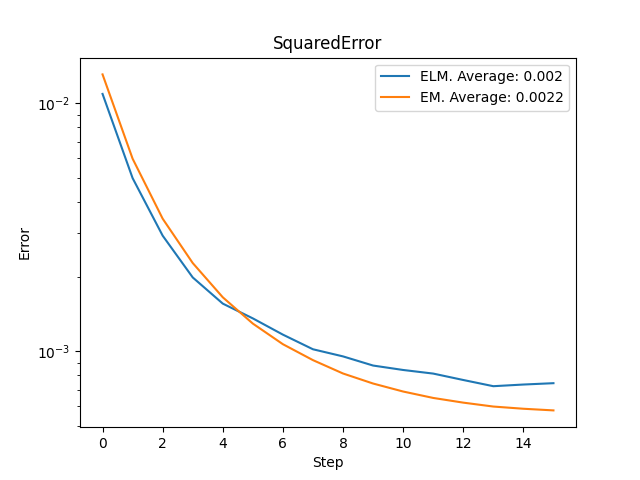 SquaredError
ELM. Average: 0.002
EM. Average: 0.0022
10⁻²
10⁻³
Error
0 2 4 6 8 10 12 14
Step